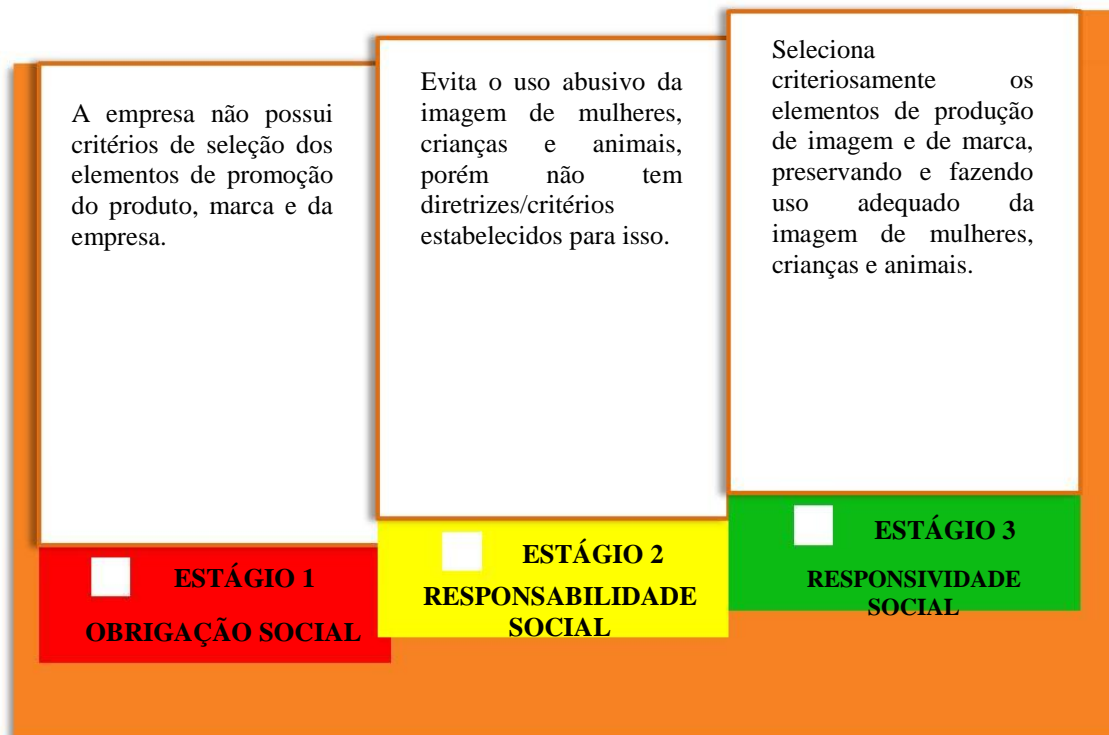 A empresa não possui
critérios de seleção dos
elementos de promoção
do produto, marca e da
empresa.
ESTÁGIO 1
OBRIGAÇÃO SOCIAL
Evita o uso abusivo da
imagem de mulheres,
crianças e animais,
porém não tem
diretrizes/critérios
estabelecidos para isso.
ESTÁGIO 2
RESPONSABILIDADE
SOCIAL
Seleciona
criteriosamente os
elementos de produção
de imagem e de marca,
preservando e fazendo
uso adequado da
imagem de mulheres,
crianças e animais.
ESTÁGIO 3
RESPONSIVIDADE
SOCIAL